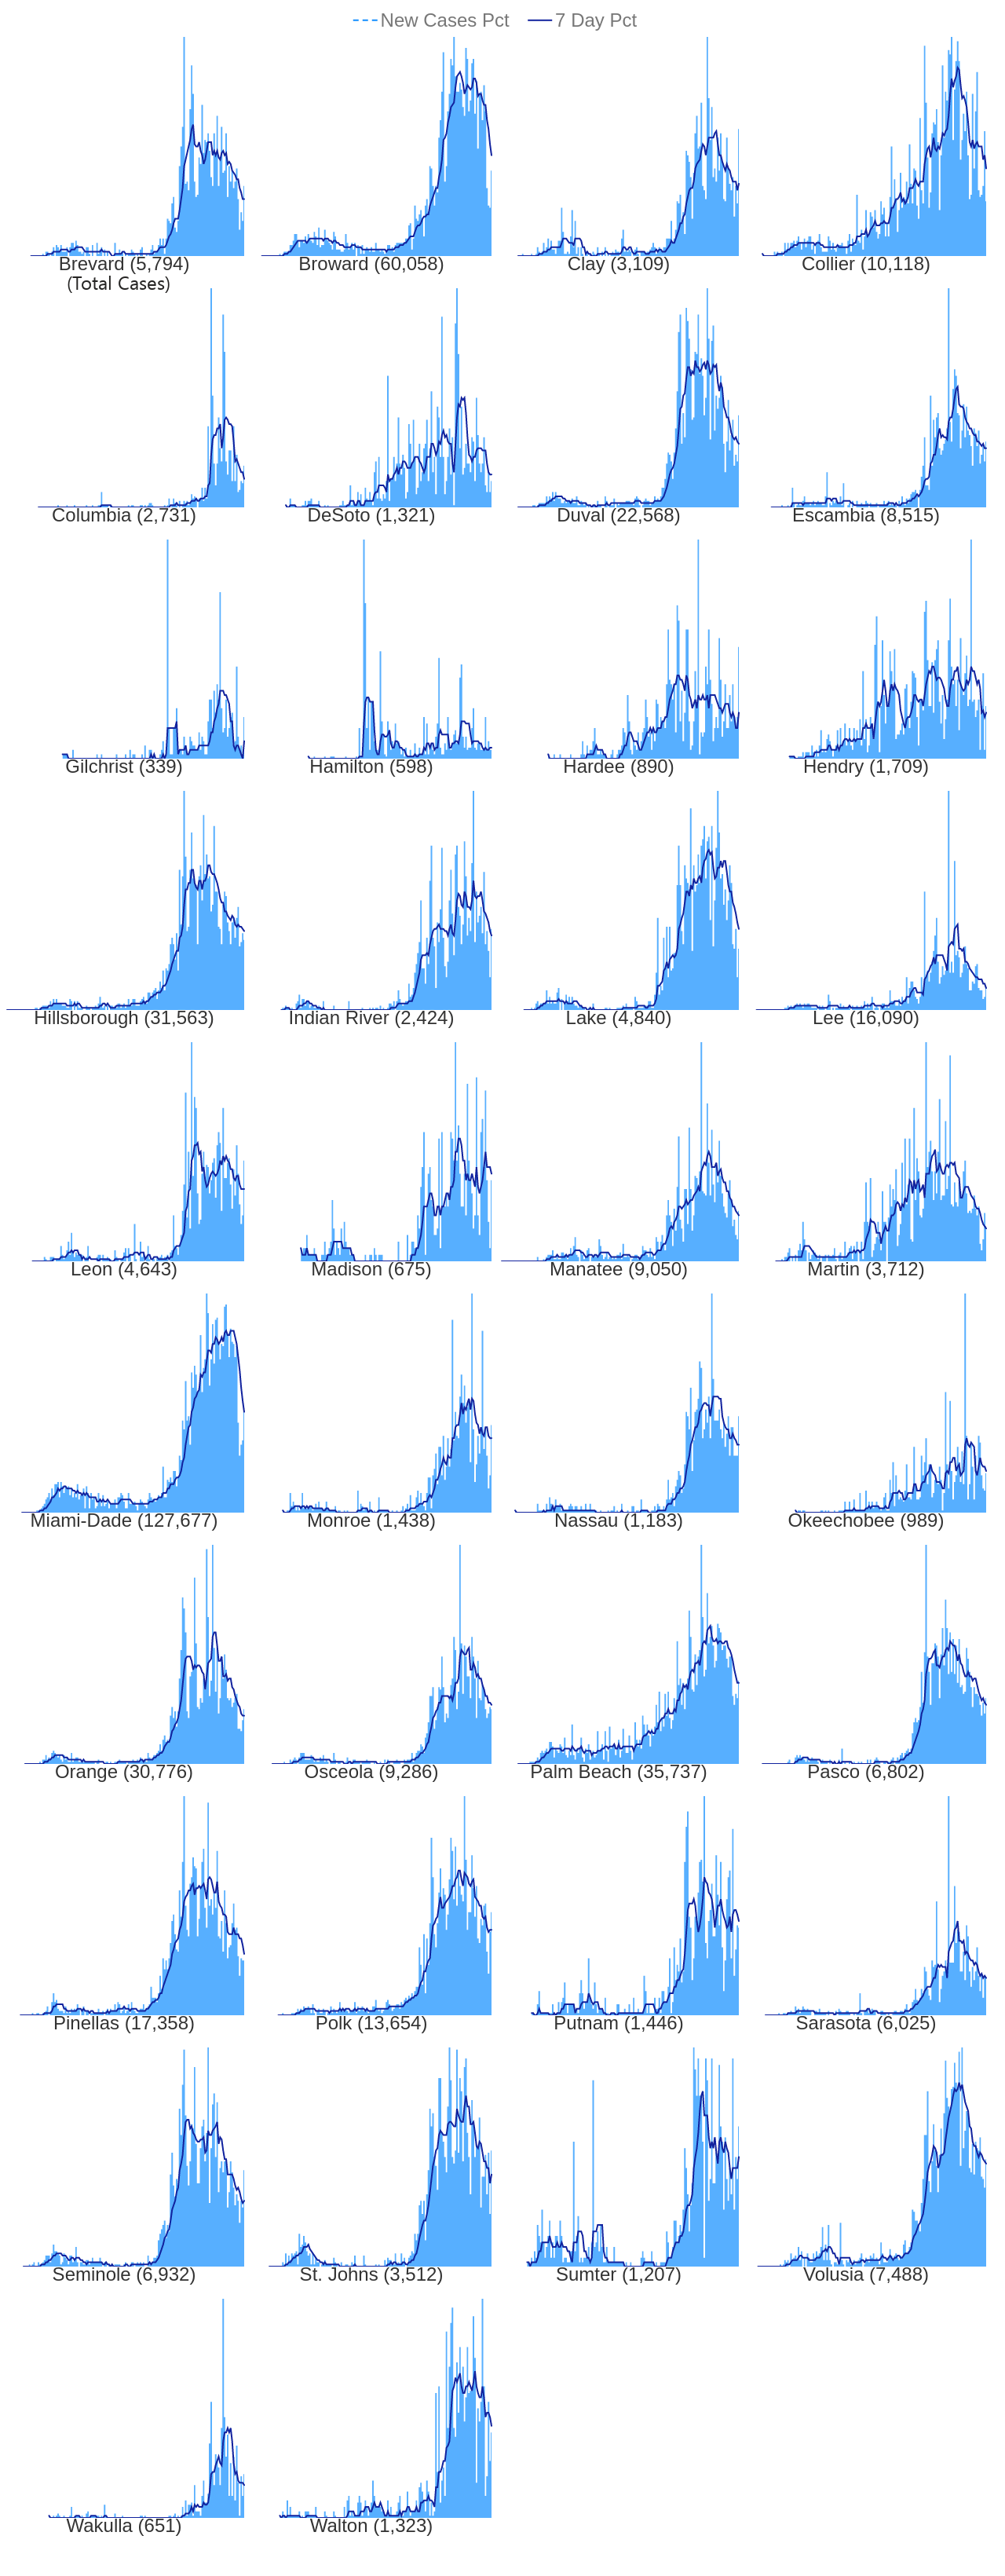 New Cases Pct 7 Day Pct
Brevard (5,794) Broward (60,058) Clay (3,109) Collier (10,118)
(Total Cases)
Columbia (2,731) DeSoto (1,321) Duval (22,568) Escambia (8,515)
Gilchrist (339) Hamilton (598) Hardee (890) Hendry (1,709)
Hillsborough (31,563) Indian River (2,424) Lake (4,840) Lee (16,090)
Leon (4,643) Madison (675) Manatee (9,050) Martin (3,712)
Miami-Dade (127,677) Monroe (1,438) Nassau (1,183) Okeechobee (989)
Orange (30,776) Osceola (9,286) Palm Beach (35,737) Pasco (6,802)
Pinellas (17,358) Polk (13,654) Putnam (1,446) Sarasota (6,025)
Seminole (6,932) St. Johns (3,512) Sumter (1,207) Volusia (7,488)
Wakulla (651) Walton (1,323)